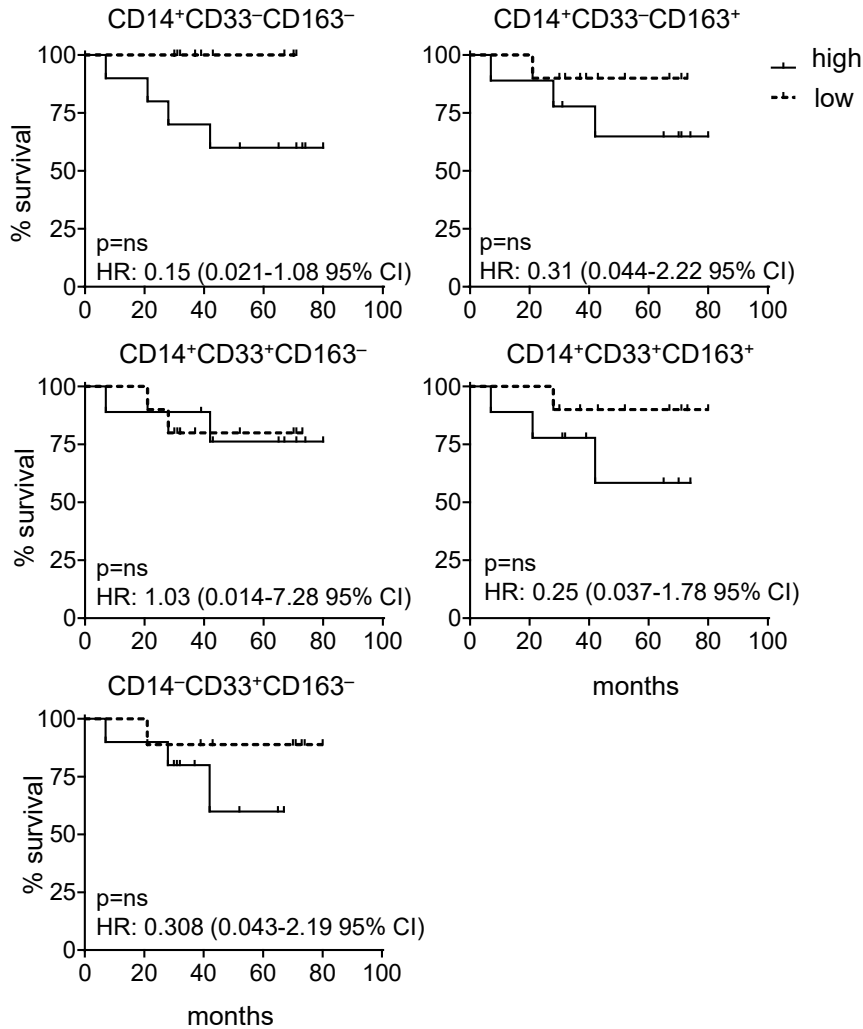 CD14⁺CD33⁻CD163⁻
100
75
50
25
0
% survival
p=ns
HR: 0.15 (0.021-1.08 95% CI)
0 20 40 60 80 100
CD14⁺CD33⁻CD163⁺
100
75
50
25
0
p=ns
HR: 0.31 (0.044-2.22 95% CI)
0 20 40 60 80 100
high
low
CD14⁺CD33⁺CD163⁻
100
75
50
25
0
% survival
p=ns
HR: 1.03 (0.014-7.28 95% CI)
0 20 40 60 80 100
CD14⁺CD33⁺CD163⁺
100
75
50
25
0
p=ns
HR: 0.25 (0.037-1.78 95% CI)
0 20 40 60 80 100
months
CD14⁻CD33⁺CD163⁻
100
75
50
25
0
% survival
p=ns
HR: 0.308 (0.043-2.19 95% CI)
0 20 40 60 80 100
months